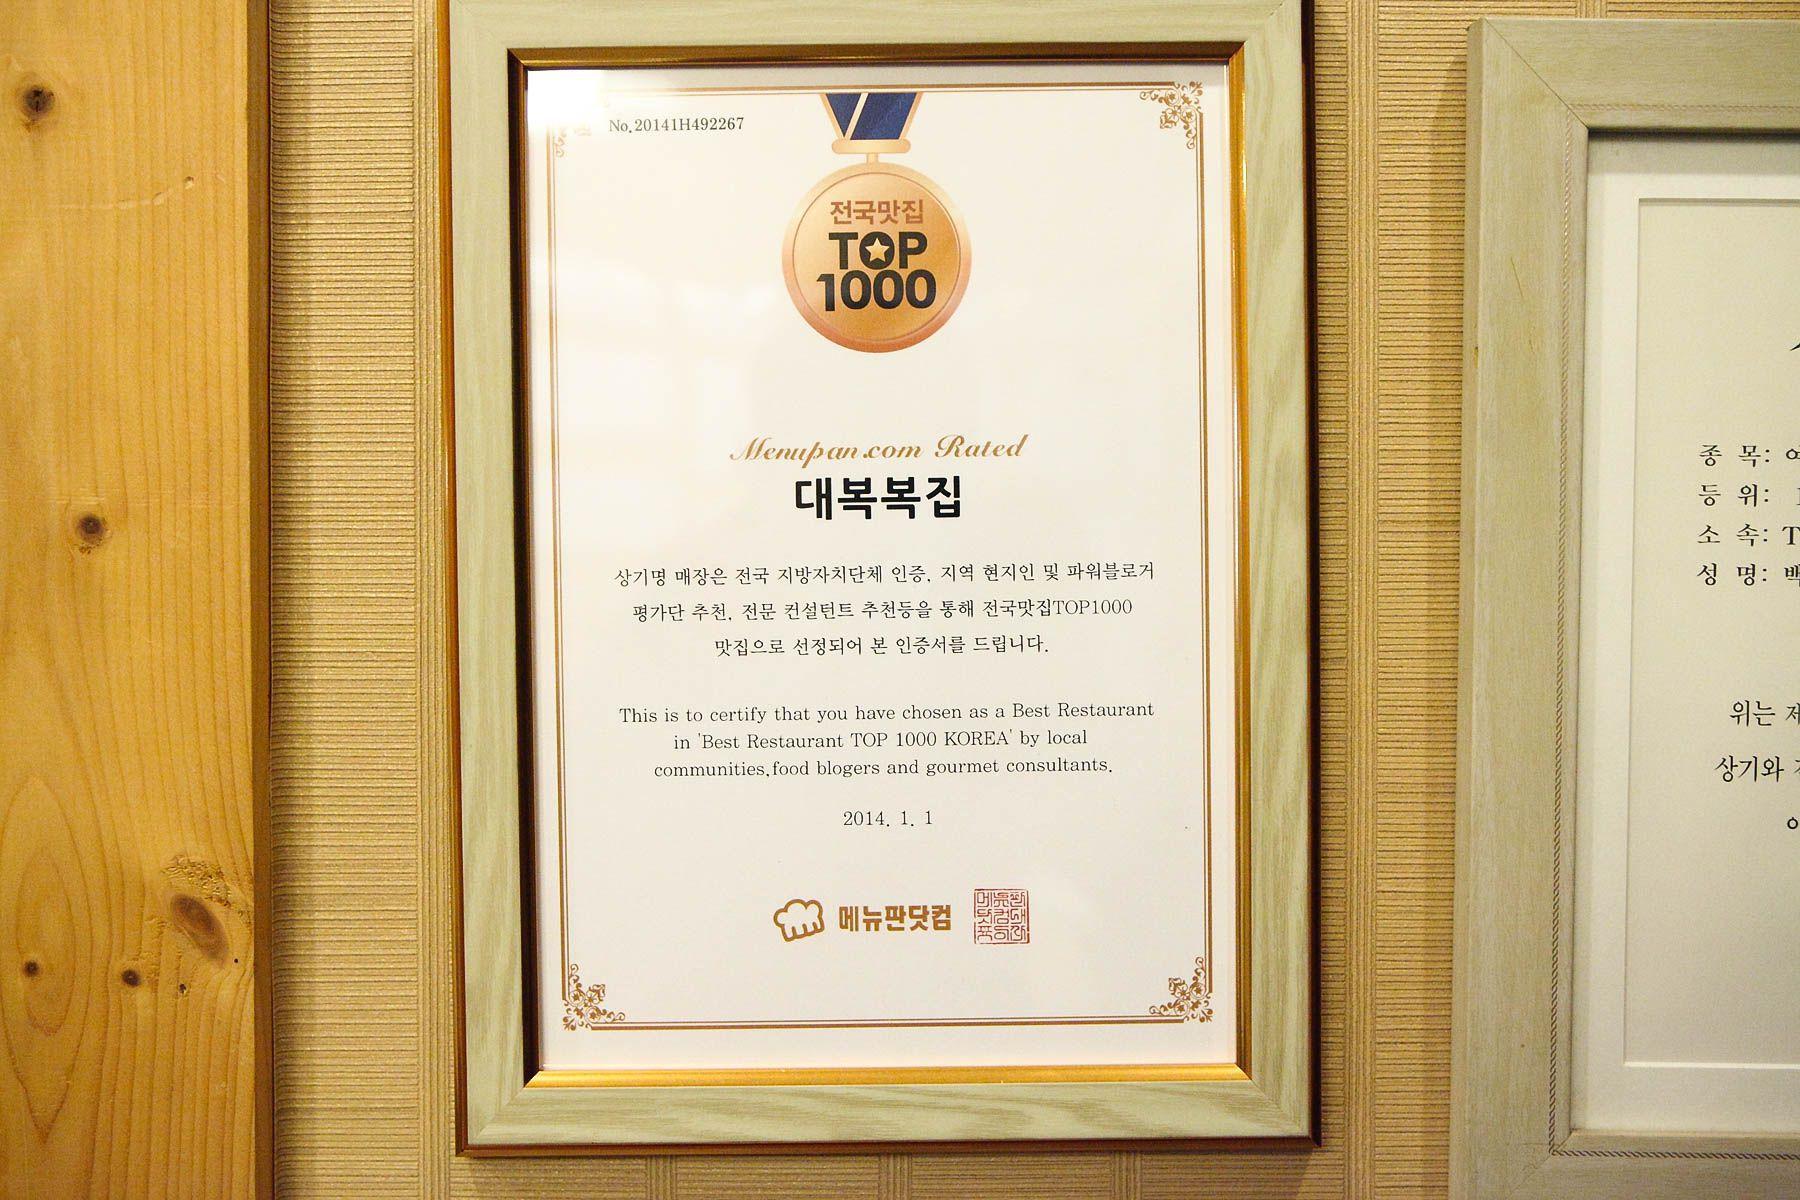 No.20141H492267
전국맛집
TOP
1000
Menupan.com Rated
대복복집
상기명 매장은 전국 지방자치단체 인증, 지역 현지인 및 파워블로거
평가단 추천, 전문 컨설턴트 추천등을 통해 전국맛집TOP1000
맛집으로 선정되어 본 인증서를 드립니다.
This is to certify that you have chosen as a Best Restaurant
in 'Best Restaurant TOP 1000 KOREA' by local
communities,food blogers and gourmet consultants.
2014. 1. 1
메뉴판닷컴
종 목:
등 위:
소 속:
성 명:
위는
상기와